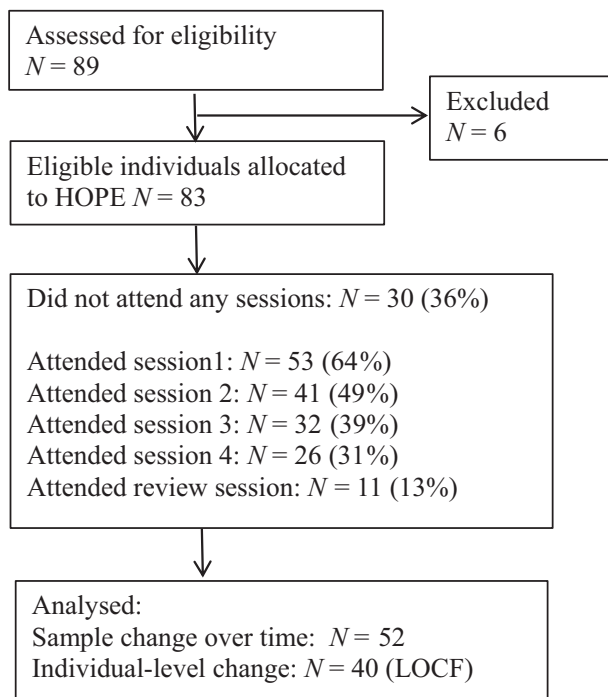 Assessed for eligibility
N = 89
Excluded
N = 6
Eligible individuals allocated
to HOPE N = 83
Did not attend any sessions: N = 30 (36%)
Attended session1: N = 53 (64%)
Attended session 2: N = 41 (49%)
Attended session 3: N = 32 (39%)
Attended session 4: N = 26 (31%)
Attended review session: N = 11 (13%)
Analysed:
Sample change over time: N = 52
Individual-level change: N = 40 (LOCF)